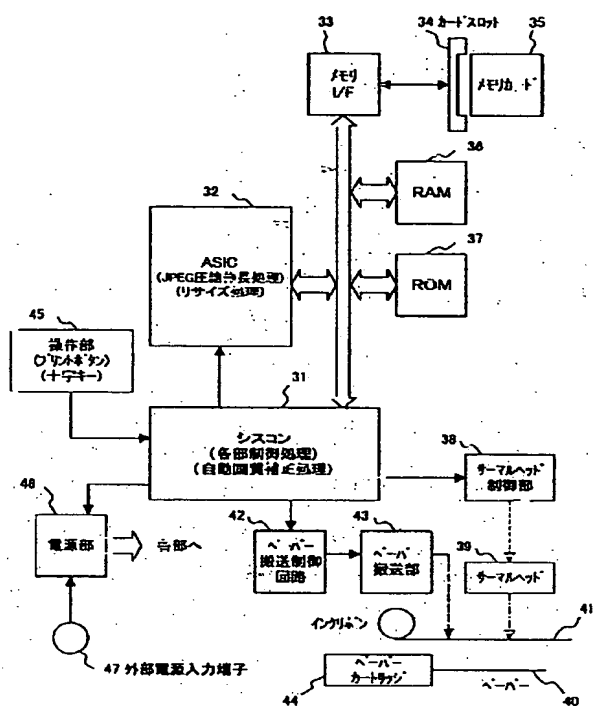 33
メモリ
I/F
34 カードスロット
35
メモリカード
36
RAM
37
ROM
32
ASIC
(JPEG圧縮伸長処理)
(リサイズ処理)
45
操作部
(プリントボタン)
(十字キー)
31
シスコン
(各部制御処理)
(自動画質補正処理)
38
サーマルヘッド
制御部
46
電源部
各部へ
42
ペーパー
搬送制御
回路
43
ペーパ
搬送部
39
サーマルヘッド
インクリボン
41
47 外部電源入力端子
ペーパー
カートラッジ
44
ペーパー
40